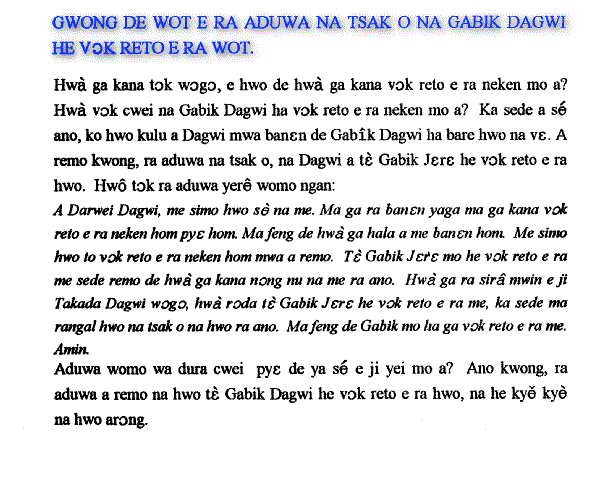 GWONG DE WOT E RA ADUWA NA TSAK O NA GABIK DAGWI
HE VƆK RETO E RA WOT.
Hwà ga kana tɔk wɔgɔ, e hwo de hwà ga kana vɔk reto e ra neken mo a?
Hwà vɔk cwei na Gabik Dagwi ha vɔk reto e ra neken mo a? Ka sede a sé
ano, ko hwo kulu a Dagwi mwa banɛn de Gabîk Dagwi ha bare hwo na vɛ. A
remo kwong, ra aduwa na tsak o, na Dagwi a tɛ̀ Gabik Jɛrɛ he vɔk reto e ra
hwo. Hwô tɔk ra aduwa yerê womo ngan:
A Darwei Dagwi, me simo hwo sè na me. Ma ga ra banɛn yaga ma ga kana vɔk
reto e ra neken hom pyɛ hom. Ma feng de hwà ga hala a me banɛn hom. Me simo
hwo to vɔk reto e ra neken hom mwa a remo. Tɛ̀ Gabik Jɛrɛ mo he vɔk reto e ra
me sede remo de hwà ga kana nɔng nu na me ra ano. Hwà ga ra sirâ mwin e ji
Takada Dagwi wɔgɔ, hwà rɔda tɛ̀ Gabik Jɛrɛ he vɔk reto e ra me, ka sede ma
rangal hwo na tsak o na hwo ra ano. Ma feng de Gabik mo ha ga vɔk reto e ra me.
Amin.
Aduwa womo wa dura cwei pyɛ de ya sé e ji yei mo a? Ano kwong, ra
aduwa a remo na hwo tɛ̀ Gabik Dagwi he vɔk reto e ra hwo, na he kyě kyè
na hwo arɔng.